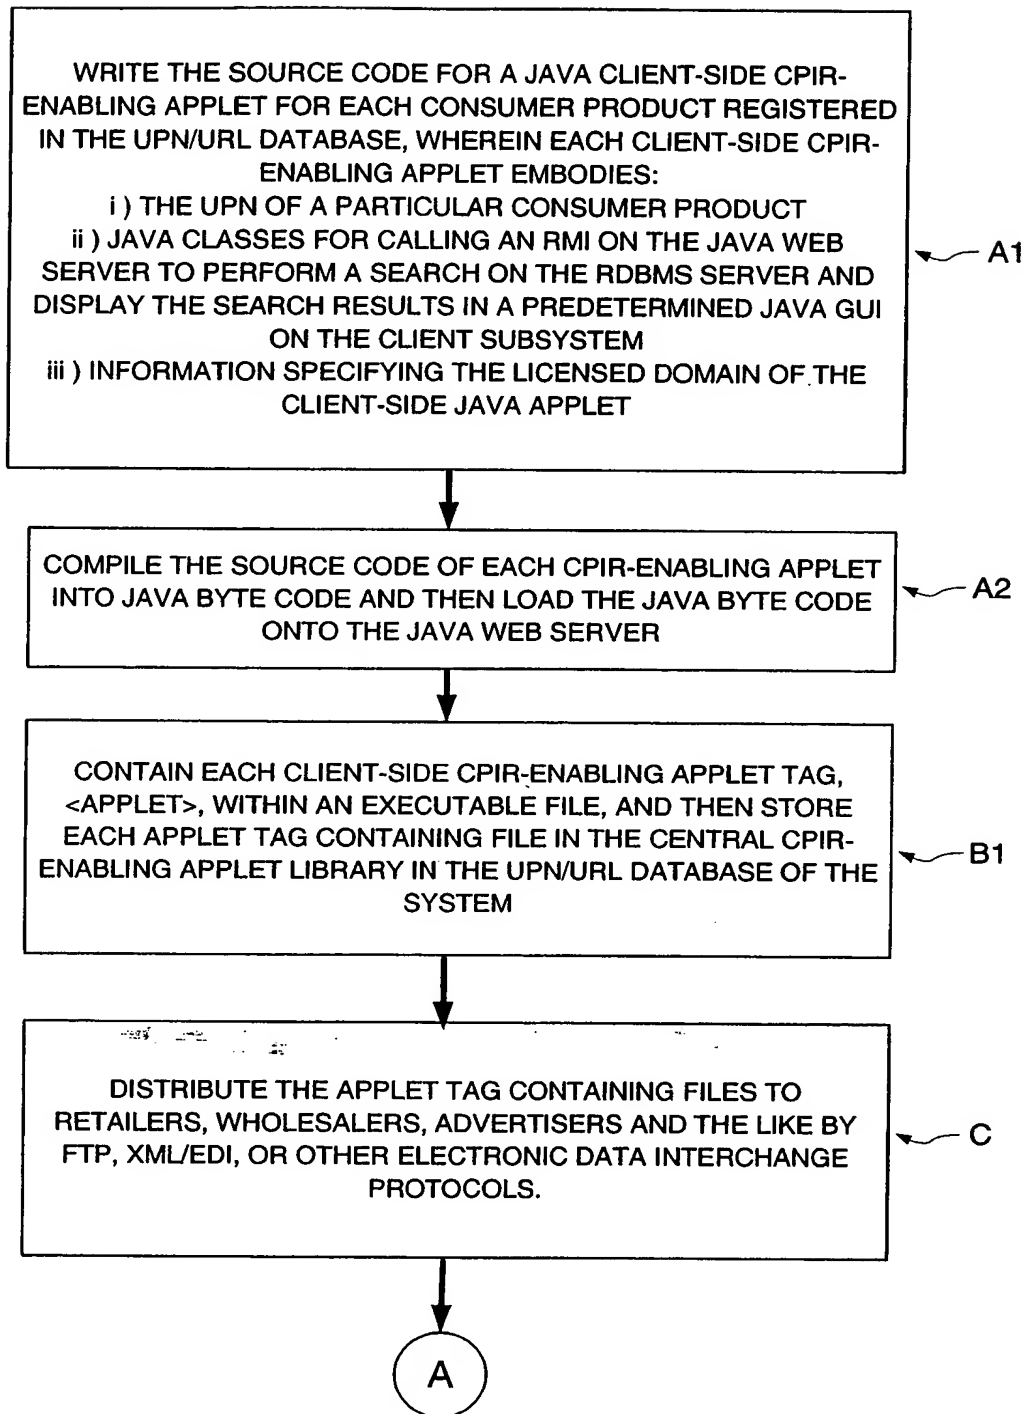 WRITE THE SOURCE CODE FOR A JAVA CLIENT-SIDE CPIR-
ENABLING APPLET FOR EACH CONSUMER PRODUCT REGISTERED
IN THE UPN/URL DATABASE, WHEREIN EACH CLIENT-SIDE CPIR-
ENABLING APPLET EMBODIES:
i ) THE UPN OF A PARTICULAR CONSUMER PRODUCT
ii ) JAVA CLASSES FOR CALLING AN RMI ON THE JAVA WEB
SERVER TO PERFORM A SEARCH ON THE RDBMS SERVER AND
DISPLAY THE SEARCH RESULTS IN A PREDETERMINED JAVA GUI
ON THE CLIENT SUBSYSTEM
iii ) INFORMATION SPECIFYING THE LICENSED DOMAIN OF THE
CLIENT-SIDE JAVA APPLET
A1
COMPILE THE SOURCE CODE OF EACH CPIR-ENABLING APPLET
INTO JAVA BYTE CODE AND THEN LOAD THE JAVA BYTE CODE
ONTO THE JAVA WEB SERVER
A2
CONTAIN EACH CLIENT-SIDE CPIR-ENABLING APPLET TAG,
<APPLET>, WITHIN AN EXECUTABLE FILE, AND THEN STORE
EACH APPLET TAG CONTAINING FILE IN THE CENTRAL CPIR-
ENABLING APPLET LIBRARY IN THE UPN/URL DATABASE OF THE
SYSTEM
B1
DISTRIBUTE THE APPLET TAG CONTAINING FILES TO
RETAILERS, WHOLESALERS, ADVERTISERS AND THE LIKE BY
FTP, XML/EDI, OR OTHER ELECTRONIC DATA INTERCHANGE
PROTOCOLS.
C
A